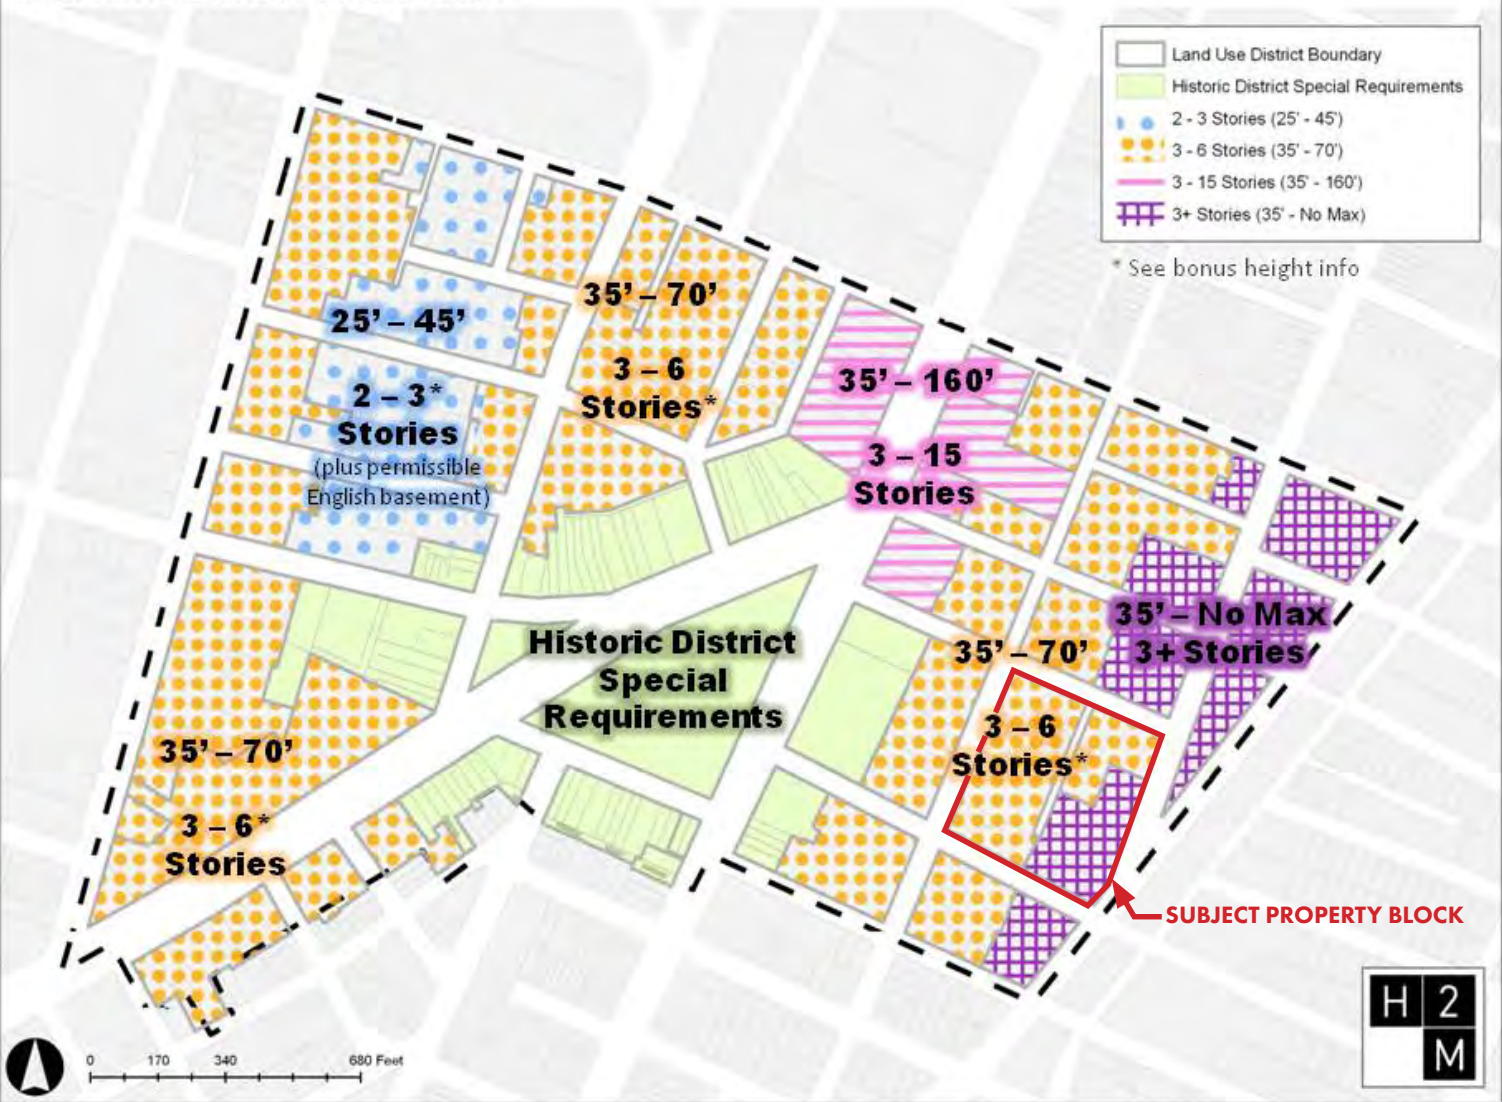 Land Use District Boundary
Historic District Special Requirements
2 - 3 Stories (25' - 45')
3 - 6 Stories (35' - 70')
3 - 15 Stories (35' - 160')
3+ Stories (35' - No Max)
* See bonus height info
35' – 70'
3 – 6
Stories*
25' – 45'
2 – 3*
Stories
(plus permissible
English basement)
35' – 160'
3 – 15
Stories
35' – No Max
3+ Stories
Historic District
Special
Requirements
35' – 70'
3 – 6
Stories*
35' – 70'
3 – 6*
Stories
SUBJECT PROPERTY BLOCK
0 170 340 680 Feet
H 2
M